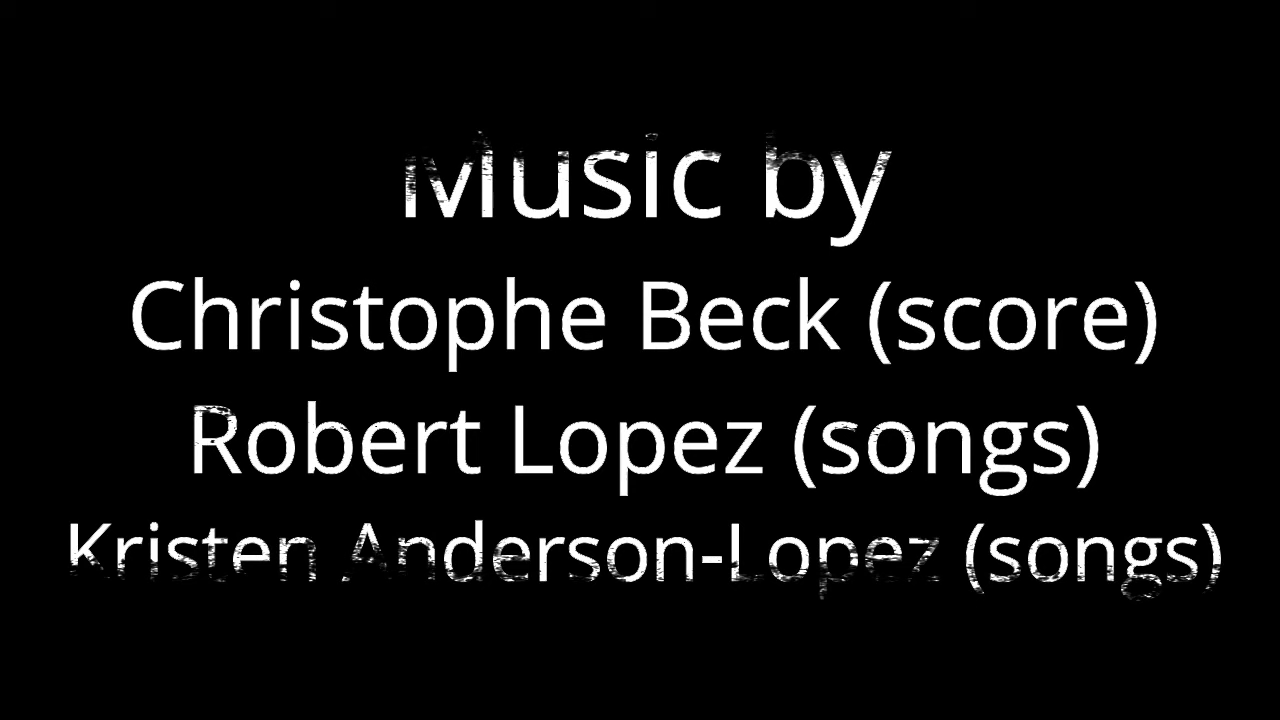 Music by
Christophe Beck (score)
Robert Lopez (songs)
Kristen Anderson-Lopez (songs)